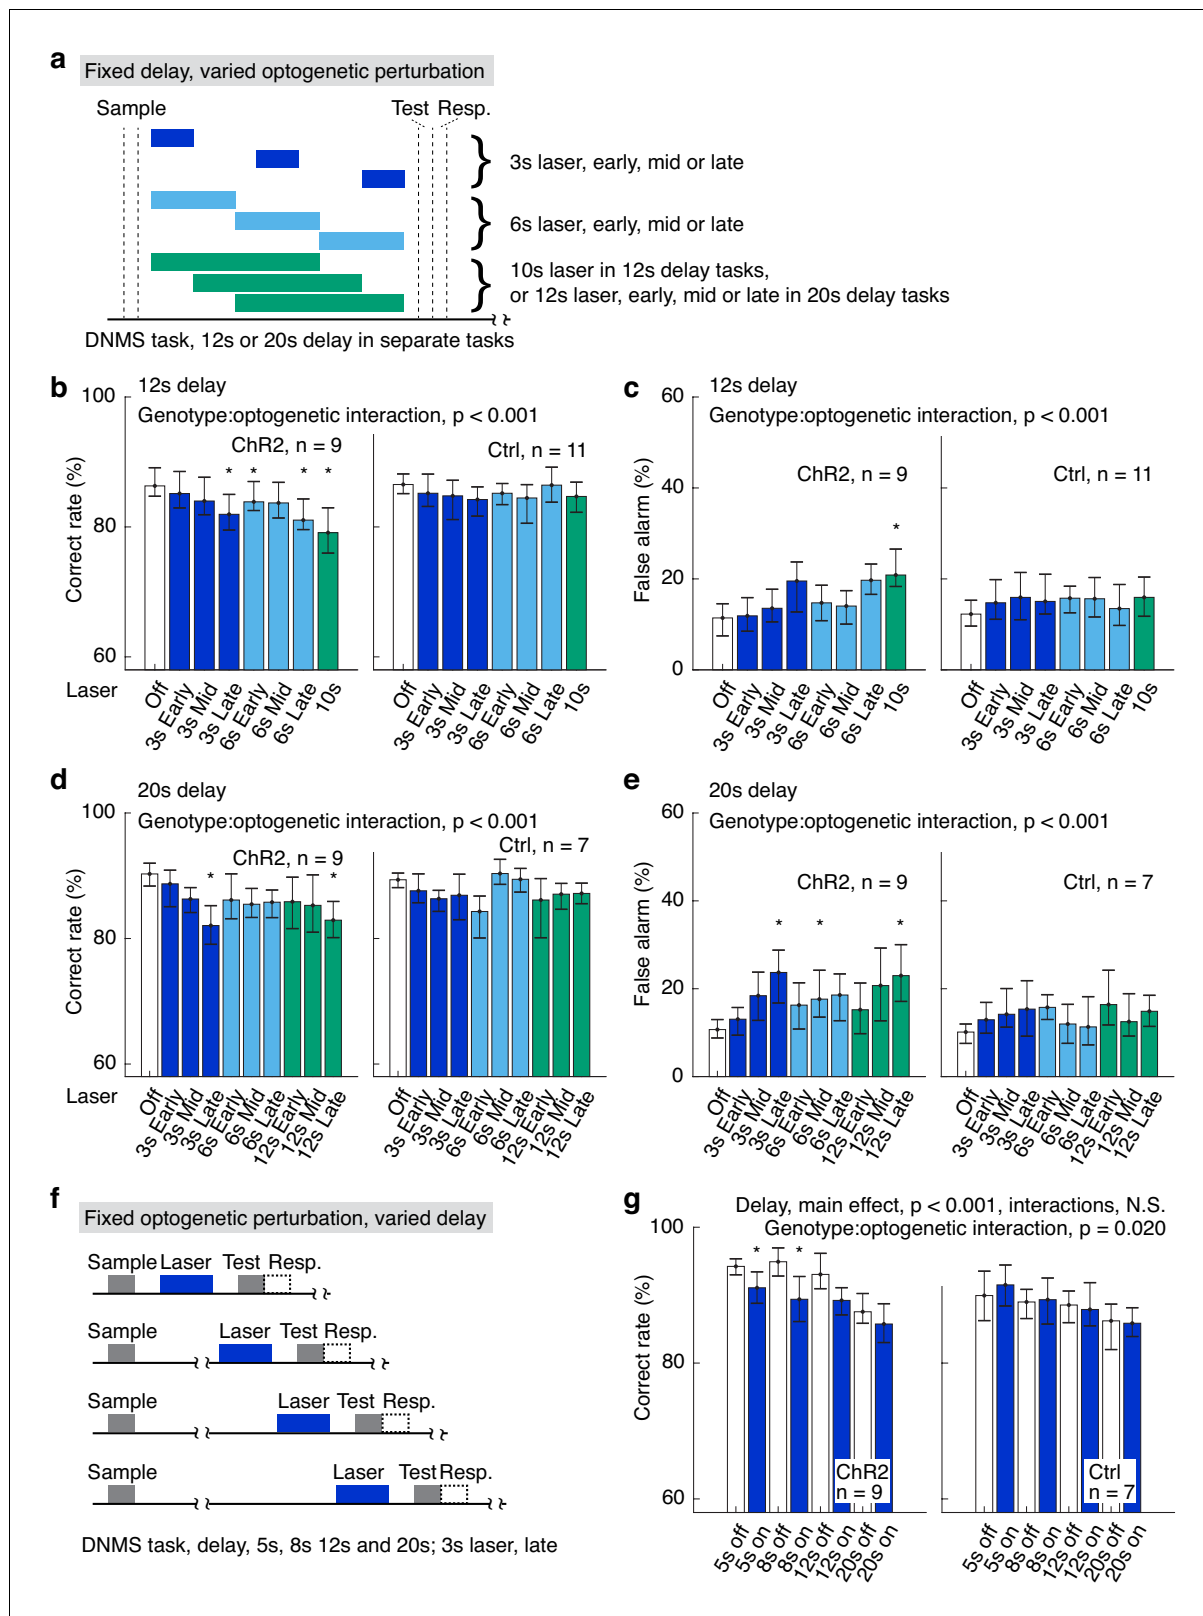 a
Fixed delay, varied optogenetic perturbation
Sample
Test Resp.
3s laser, early, mid or late
6s laser, early, mid or late
10s laser in 12s delay tasks,
or 12s laser, early, mid or late in 20s delay tasks
DNMS task, 12s or 20s delay in separate tasks
b
12s delay
Genotype:optogenetic interaction, p < 0.001
ChR2, n = 9
Ctrl, n = 11
* * * *
Correct rate (%)
100
80
60
Laser
Off
3s Early
3s Mid
3s Late
6s Early
6s Mid
6s Late
10s
Off
3s Early
3s Mid
3s Late
6s Early
6s Mid
6s Late
10s
c
12s delay
Genotype:optogenetic interaction, p < 0.001
ChR2, n = 9
Ctrl, n = 11
*
False alarm (%)
60
40
20
0
Off
3s Early
3s Mid
3s Late
6s Early
6s Mid
6s Late
10s
Off
3s Early
3s Mid
3s Late
6s Early
6s Mid
6s Late
10s
d
20s delay
Genotype:optogenetic interaction, p < 0.001
ChR2, n = 9
Ctrl, n = 7
* *
Correct rate (%)
100
80
60
Laser
Off
3s Early
3s Mid
3s Late
6s Early
6s Mid
6s Late
12s Early
12s Mid
12s Late
Off
3s Early
3s Mid
3s Late
6s Early
6s Mid
6s Late
12s Early
12s Mid
12s Late
e
20s delay
Genotype:optogenetic interaction, p < 0.001
ChR2, n = 9
Ctrl, n = 7
* * *
False alarm (%)
60
40
20
0
Off
3s Early
3s Mid
3s Late
6s Early
6s Mid
6s Late
12s Early
12s Mid
12s Late
Off
3s Early
3s Mid
3s Late
6s Early
6s Mid
6s Late
12s Early
12s Mid
12s Late
f
Fixed optogenetic perturbation, varied delay
Sample Laser Test Resp.
Sample Laser Test Resp.
Sample Laser Test Resp.
Sample Laser Test Resp.
DNMS task, delay, 5s, 8s 12s and 20s; 3s laser, late
g
Delay, main effect, p < 0.001, interactions, N.S.
Genotype:optogenetic interaction, p = 0.020
* *
Correct rate (%)
100
80
60
ChR2
n = 9
Ctrl
n = 7
5s off
5s on
8s off
8s on
12s off
12s on
20s off
20s on
5s off
5s on
8s off
8s on
12s off
12s on
20s off
20s on